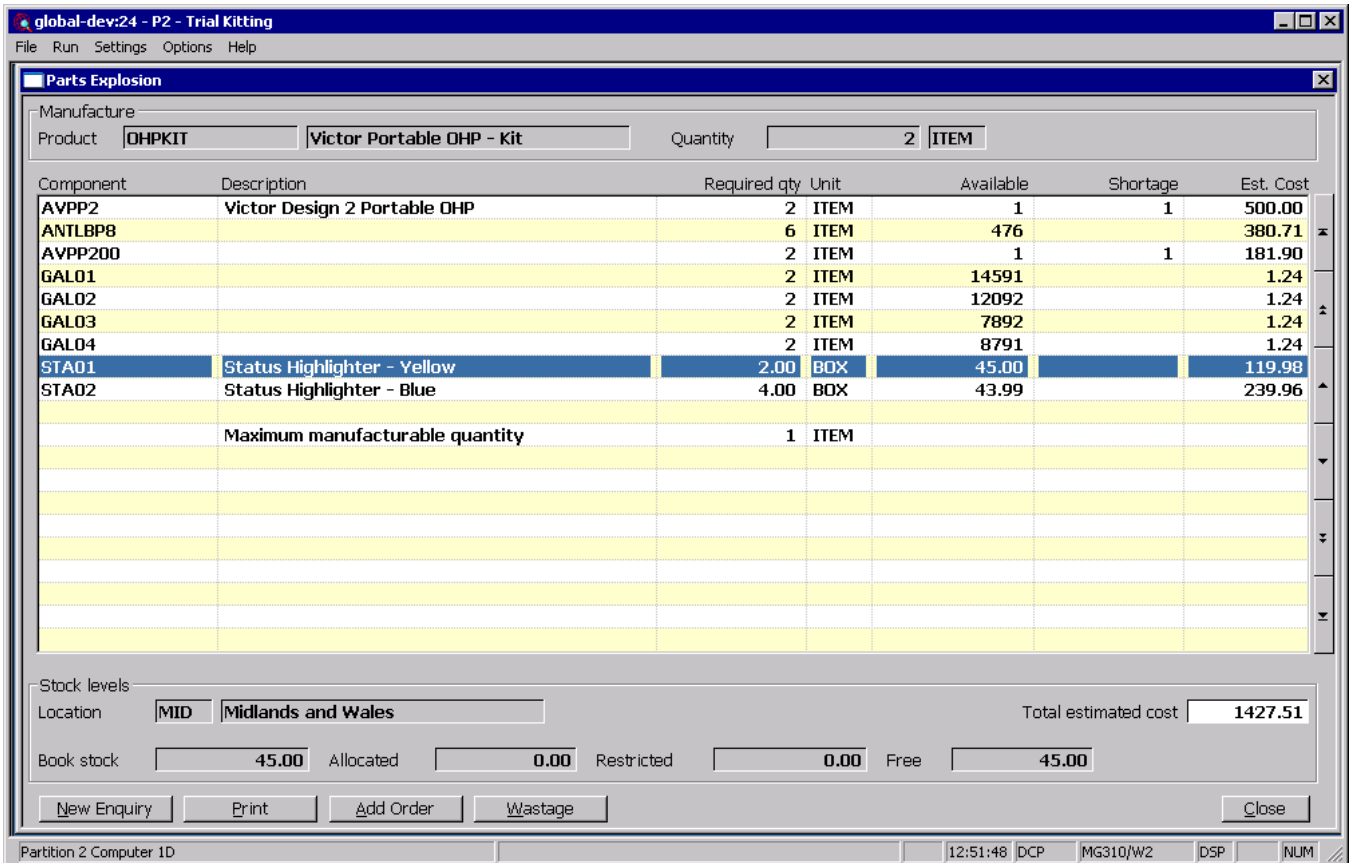 global-dev:24 - P2 - Trial Kitting
File Run Settings Options Help
Parts Explosion
Manufacture
Product OHPKIT Victor Portable OHP - Kit Quantity 2 ITEM
Component Description Required qty Unit Available Shortage Est. Cost
AVPP2 Victor Design 2 Portable OHP 2 ITEM 1 1 500.00
ANTLBP8 6 ITEM 476 380.71
AVPP200 2 ITEM 1 1 181.90
GAL01 2 ITEM 14591 1.24
GAL02 2 ITEM 12092 1.24
GAL03 2 ITEM 7892 1.24
GAL04 2 ITEM 8791 1.24
STA01 Status Highlighter - Yellow 2.00 BOX 45.00 119.98
STA02 Status Highlighter - Blue 4.00 BOX 43.99 239.96
Maximum manufacturable quantity 1 ITEM
Stock levels
Location MID Midlands and Wales Total estimated cost 1427.51
Book stock 45.00 Allocated 0.00 Restricted 0.00 Free 45.00
New Enquiry Print Add Order Wastage Close
Partition 2 Computer 1D 12:51:48 DCP MG310/W2 DSP NUM